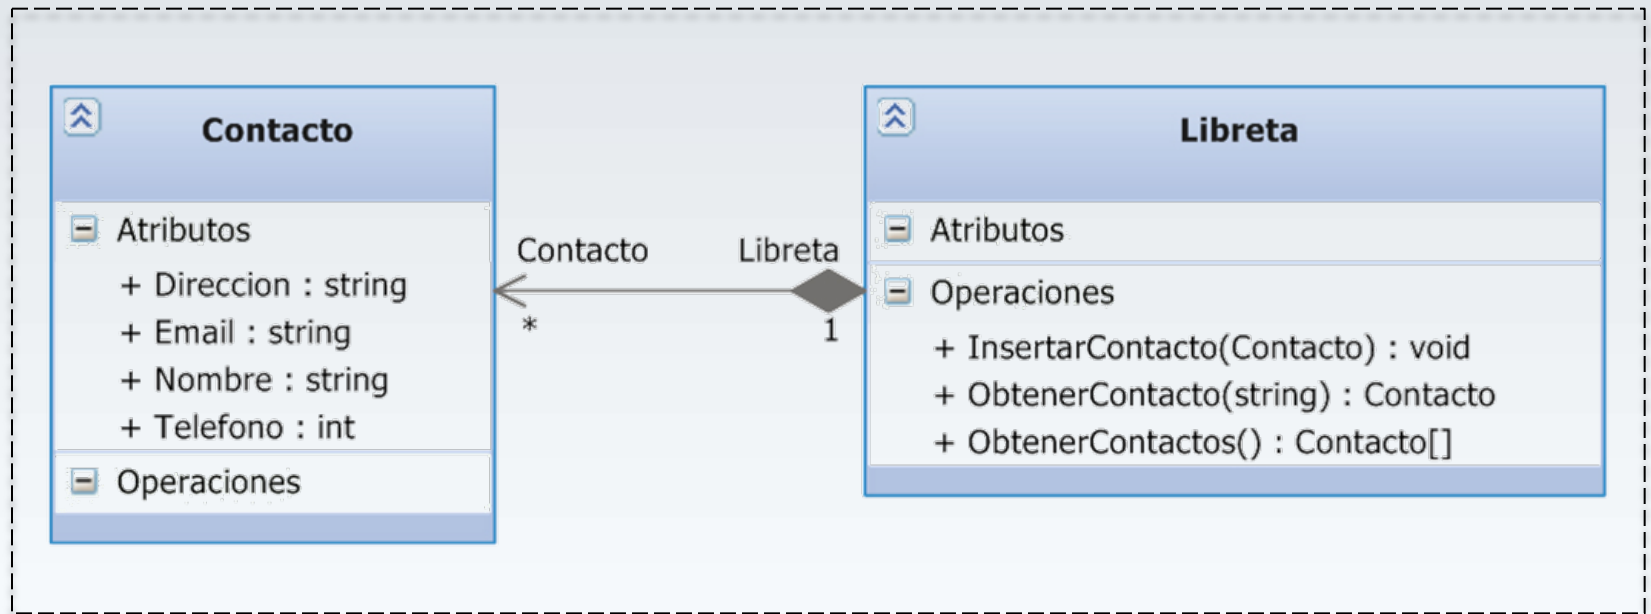 Contacto
Atributos
+ Direccion : string
+ Email : string
+ Nombre : string
+ Telefono : int
Operaciones
Contacto
*
Libreta
1
Libreta
Atributos
Operaciones
+ InsertarContacto(Contacto) : void
+ ObtenerContacto(string) : Contacto
+ ObtenerContactos() : Contacto[]